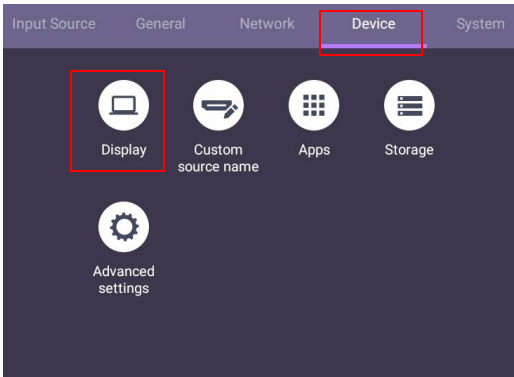 Input Source General Network Device System
Display Custom source name Apps Storage
Advanced settings